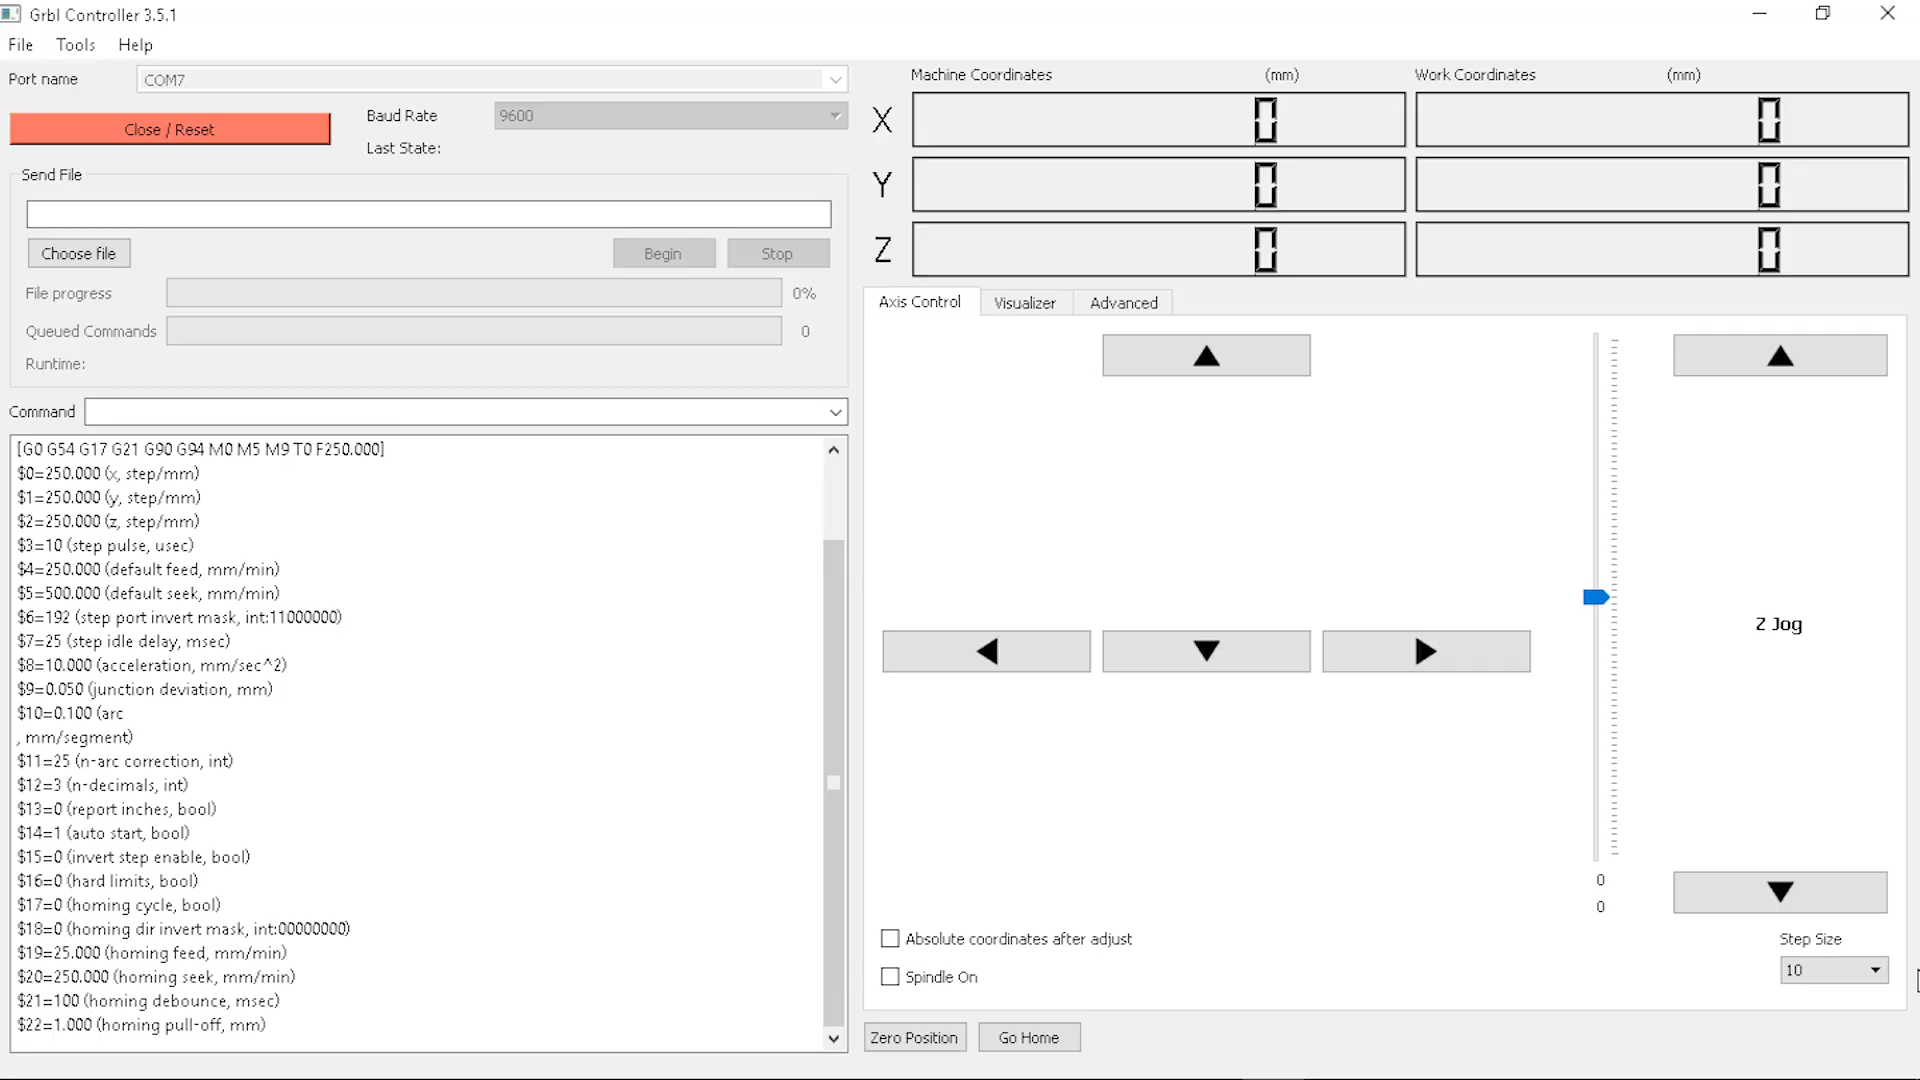 Grbl Controller 3.5.1
File Tools Help
Port name COM7
Close / Reset
Baud Rate 9600
Last State:
Send File
Choose file Begin Stop
File progress 0%
Queued Commands 0
Runtime:
Command
[G0 G54 G17 G21 G90 G94 M0 M5 M9 T0 F250.000]
$0=250.000 (x, step/mm)
$1=250.000 (y, step/mm)
$2=250.000 (z, step/mm)
$3=10 (step pulse, usec)
$4=250.000 (default feed, mm/min)
$5=500.000 (default seek, mm/min)
$6=192 (step port invert mask, int:11000000)
$7=25 (step idle delay, msec)
$8=10.000 (acceleration, mm/sec^2)
$9=0.050 (junction deviation, mm)
$10=0.100 (arc
, mm/segment)
$11=25 (n-arc correction, int)
$12=3 (n-decimals, int)
$13=0 (report inches, bool)
$14=1 (auto start, bool)
$15=0 (invert step enable, bool)
$16=0 (hard limits, bool)
$17=0 (homing cycle, bool)
$18=0 (homing dir invert mask, int:00000000)
$19=25.000 (homing feed, mm/min)
$20=250.000 (homing seek, mm/min)
$21=100 (homing debounce, msec)
$22=1.000 (homing pull-off, mm)
Machine Coordinates (mm) Work Coordinates (mm)
X 0 0
Y 0 0
Z 0 0
Axis Control Visualizer Advanced
Z Jog
0
0
Absolute coordinates after adjust
Spindle On
Step Size
10
Zero Position Go Home